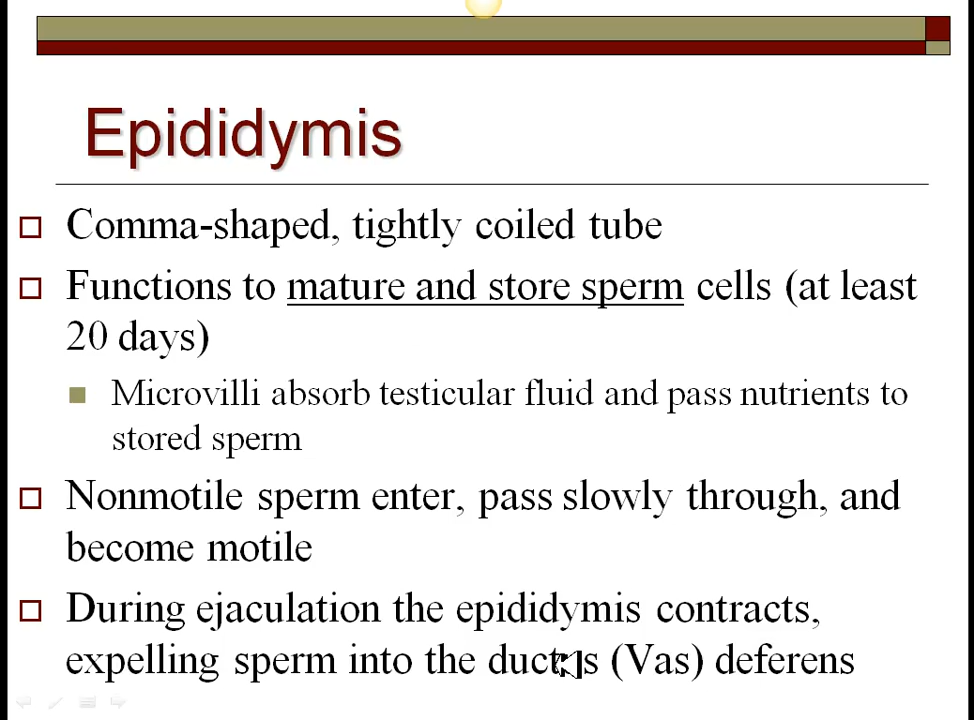 Epididymis
Comma-shaped, tightly coiled tube
Functions to mature and store sperm cells (at least
20 days)
Microvilli absorb testicular fluid and pass nutrients to
stored sperm
Nonmotile sperm enter, pass slowly through, and
become motile
During ejaculation the epididymis contracts,
expelling sperm into the ductus (Vas) deferens